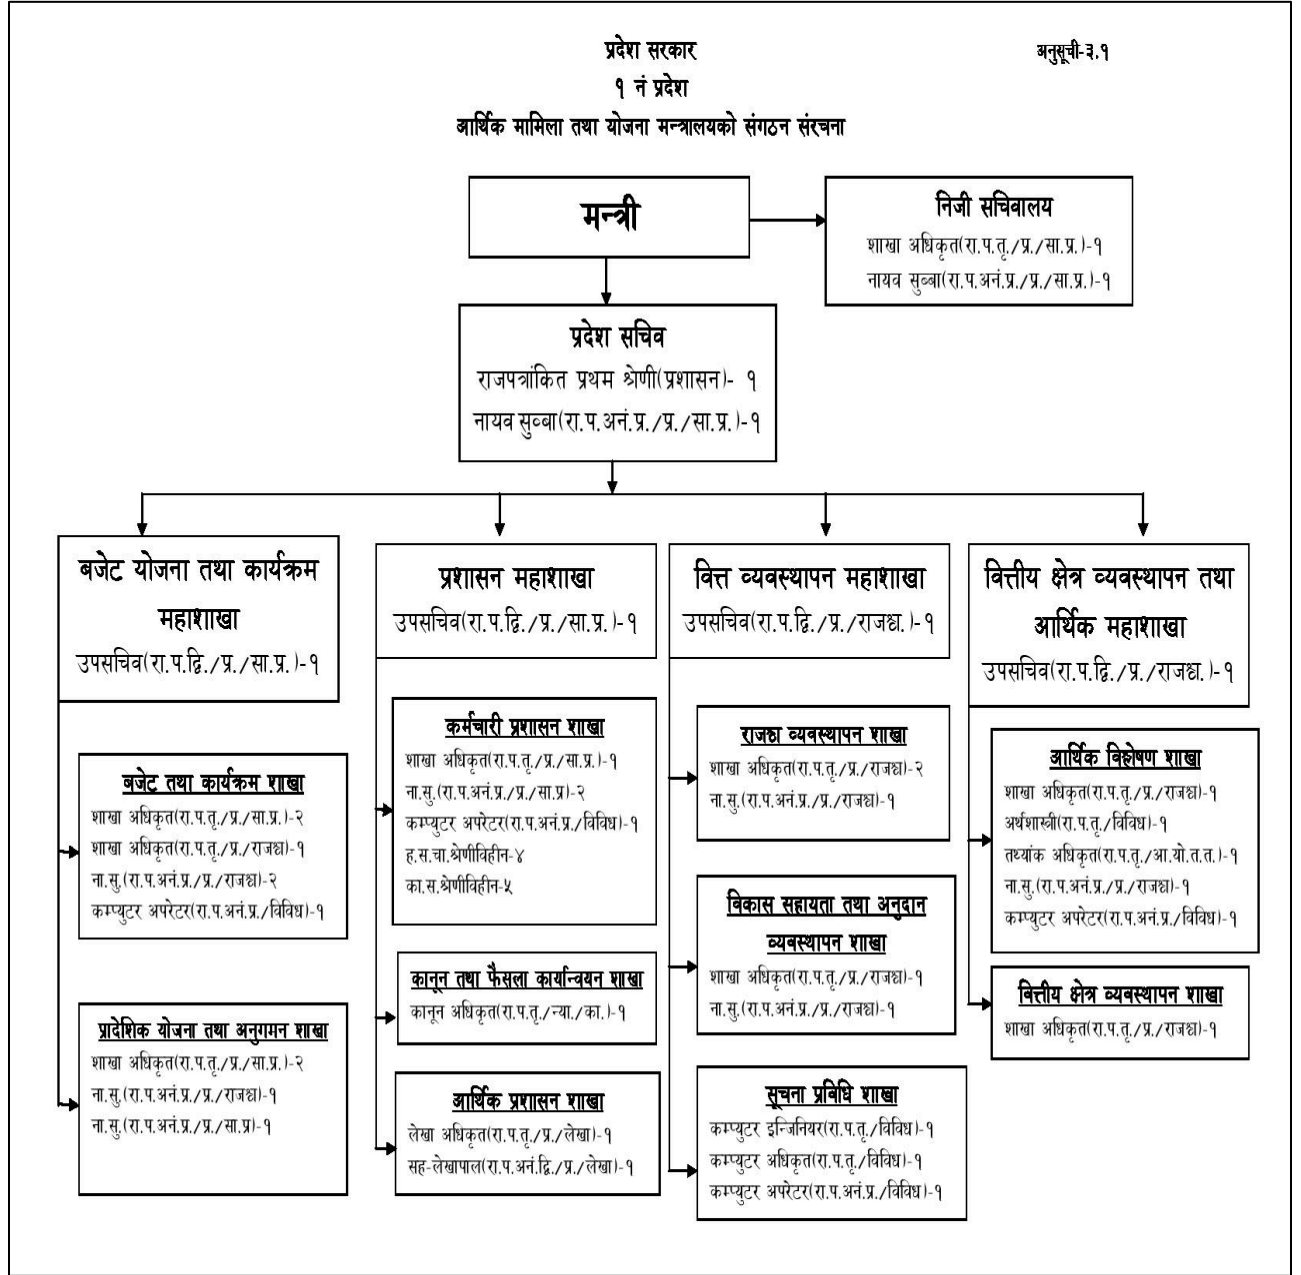 प्रदेश सरकार
अनुसूची-३.१
१ नं प्रदेश
आर्थिक मामिला तथा योजना मन्त्रालयको संगठन संरचना
मन्त्री
निजी सचिवालय
शाखा अधिकृत(रा.प.तृ./प्र./सा.प्र.)-१
नायव सुब्बा(रा.प.अनं.प्र./प्र./सा.प्र.)-१
प्रदेश सचिव
राजपत्रांकित प्रथम श्रेणी(प्रशासन)- १
नायव सुब्बा(रा.प.अनं.प्र./प्र./सा.प्र.)-१
बजेट योजना तथा कार्यक्रम
महाशाखा
उपसचिव(रा.प.द्वि./प्र./सा.प्र.)-१
बजेट तथा कार्यक्रम शाखा
शाखा अधिकृत(रा.प.तृ./प्र./सा.प्र.)-२
शाखा अधिकृत(रा.प.तृ./प्र./राजश्व)-१
ना.सु.(रा.प.अनं.प्र./प्र./राजश्व)-२
कम्प्युटर अपरेटर(रा.प.अनं.प्र./विविध)-१
प्रादेशिक योजना तथा अनुगमन शाखा
शाखा अधिकृत(रा.प.तृ./प्र./सा.प्र.)-२
ना.सु.(रा.प.अनं.प्र./प्र./राजश्व)-१
ना.सु.(रा.प.अनं.प्र./प्र./सा.प्र)-१
प्रशासन महाशाखा
उपसचिव(रा.प.द्वि./प्र./सा.प्र.)-१
कर्मचारी प्रशासन शाखा
शाखा अधिकृत(रा.प.तृ./प्र./सा.प्र.)-१
ना.सु.(रा.प.अनं.प्र./प्र./सा.प्र)-२
कम्प्युटर अपरेटर(रा.प.अनं.प्र./विविध)-१
ह.स.चा.श्रेणीविहीन-४
का.स.श्रेणीविहीन-५
कानून तथा फैसला कार्यान्वयन शाखा
कानून अधिकृत(रा.प.तृ./न्या./का.)-१
आर्थिक प्रशासन शाखा
लेखा अधिकृत(रा.प.तृ./प्र./लेखा)-१
सह-लेखापाल(रा.प.अनं.द्वि./प्र./लेखा)-१
वित्त व्यवस्थापन महाशाखा
उपसचिव(रा.प.द्वि./प्र./राजश्व.)-१
राजश्व व्यवस्थापन शाखा
शाखा अधिकृत(रा.प.तृ./प्र./राजश्व)-२
ना.सु.(रा.प.अनं.प्र./प्र./राजश्व)-१
विकास सहायता तथा अनुदान
व्यवस्थापन शाखा
शाखा अधिकृत(रा.प.तृ./प्र./राजश्व)-१
ना.सु.(रा.प.अनं.प्र./प्र./राजश्व)-१
सूचना प्रबिधि शाखा
कम्प्युटर इन्जिनियर(रा.प.तृ./विविध)-१
कम्प्युटर अधिकृत(रा.प.तृ./विविध)-१
कम्प्युटर अपरेटर(रा.प.अनं.प्र./विविध)-१
वित्तीय क्षेत्र व्यवस्थापन तथा
आर्थिक महाशाखा
उपसचिव(रा.प.द्वि./प्र./राजश्व.)-१
आर्थिक विश्लेषण शाखा
शाखा अधिकृत(रा.प.तृ./प्र./राजश्व)-१
अर्थशास्त्री(रा.प.तृ./विविध)-१
तथ्यांक अधिकृत(रा.प.तृ./आ.यो.त.त.)-१
ना.सु.(रा.प.अनं.प्र./प्र./राजश्व)-१
कम्प्युटर अपरेटर(रा.प.अनं.प्र./विविध)-१
वित्तीय क्षेत्र व्यवस्थापन शाखा
शाखा अधिकृत(रा.प.तृ./प्र./राजश्व)-१